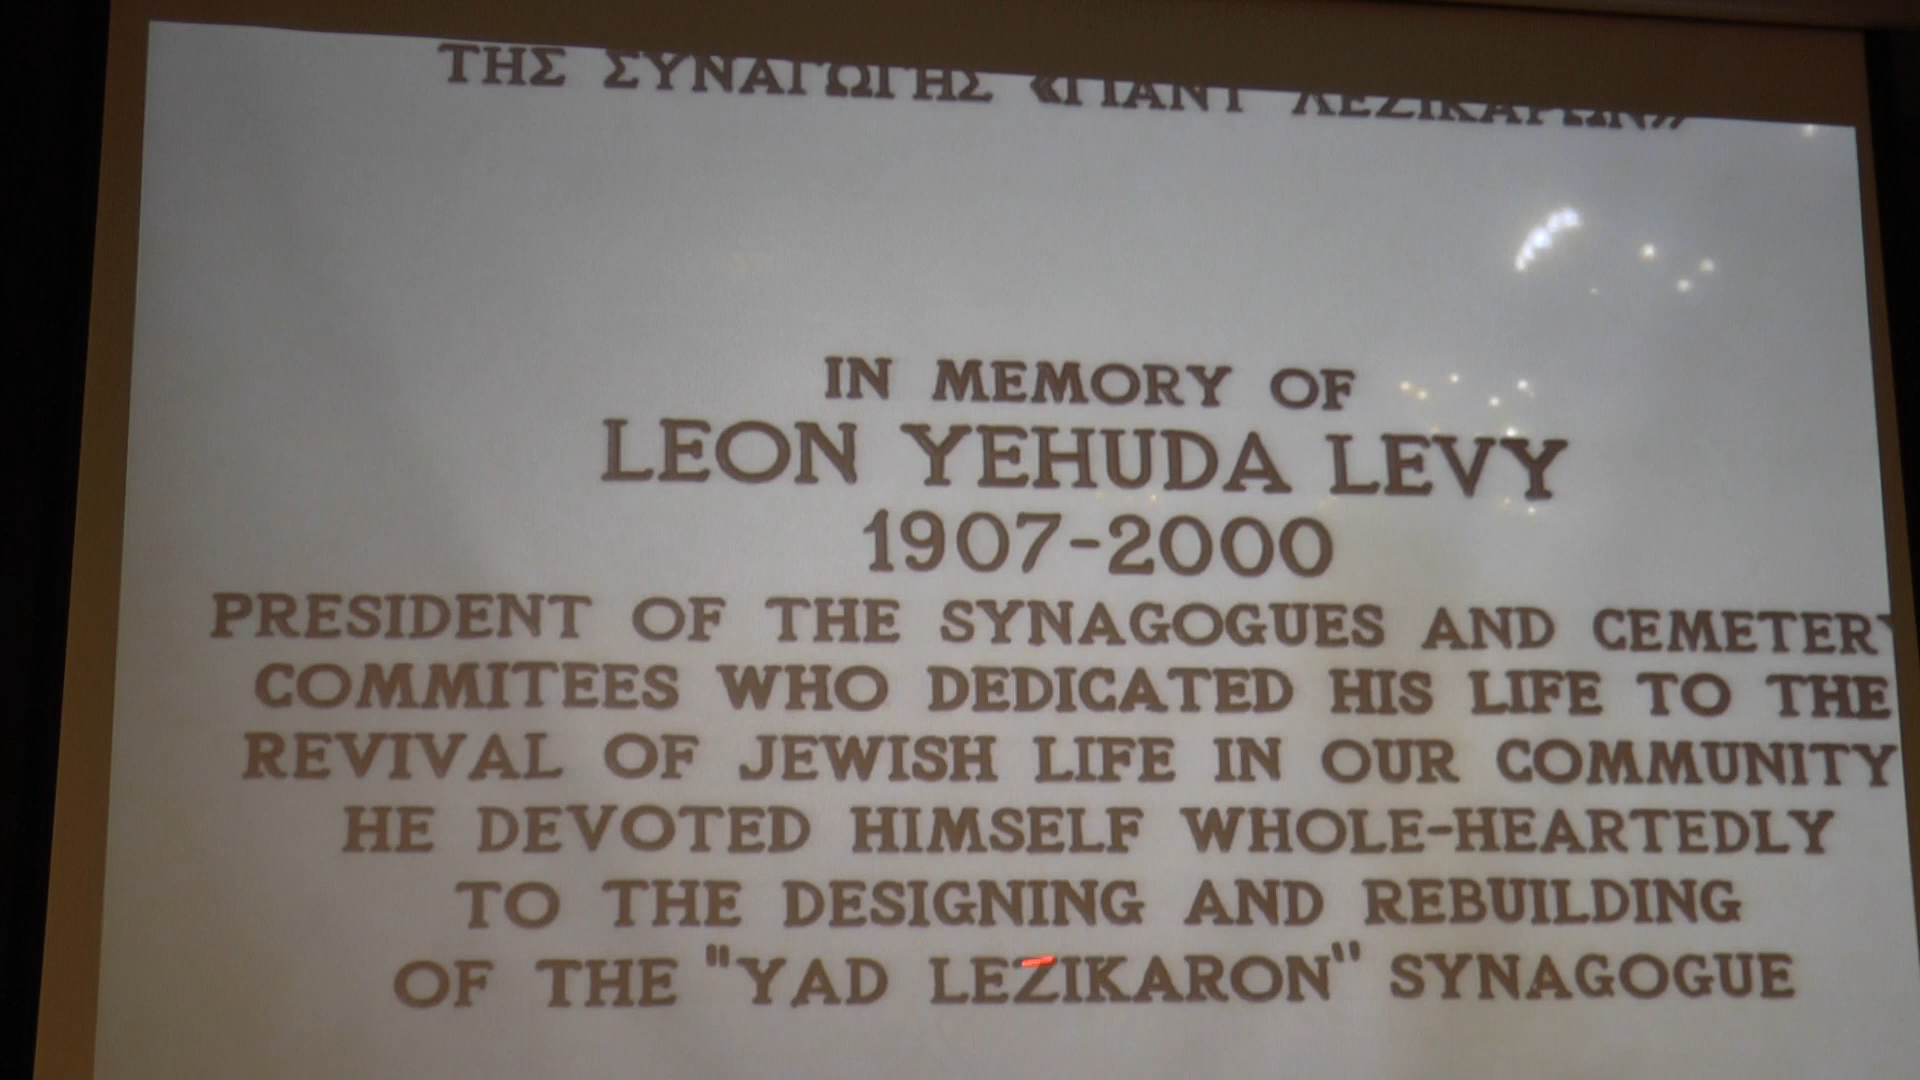 ΤΗΣ ΣΥΝΑΓΩΓΗΣ «ΓΙΑΝΤ ΛΕΖΙΚΑΡΩΝ»
IN MEMORY OF
LEON YEHUDA LEVY
1907-2000
PRESIDENT OF THE SYNAGOGUES AND CEMETERY
COMMITEES WHO DEDICATED HIS LIFE TO THE
REVIVAL OF JEWISH LIFE IN OUR COMMUNITY
HE DEVOTED HIMSELF WHOLE-HEARTEDLY
TO THE DESIGNING AND REBUILDING
OF THE "YAD LEZIKARON" SYNAGOGUE